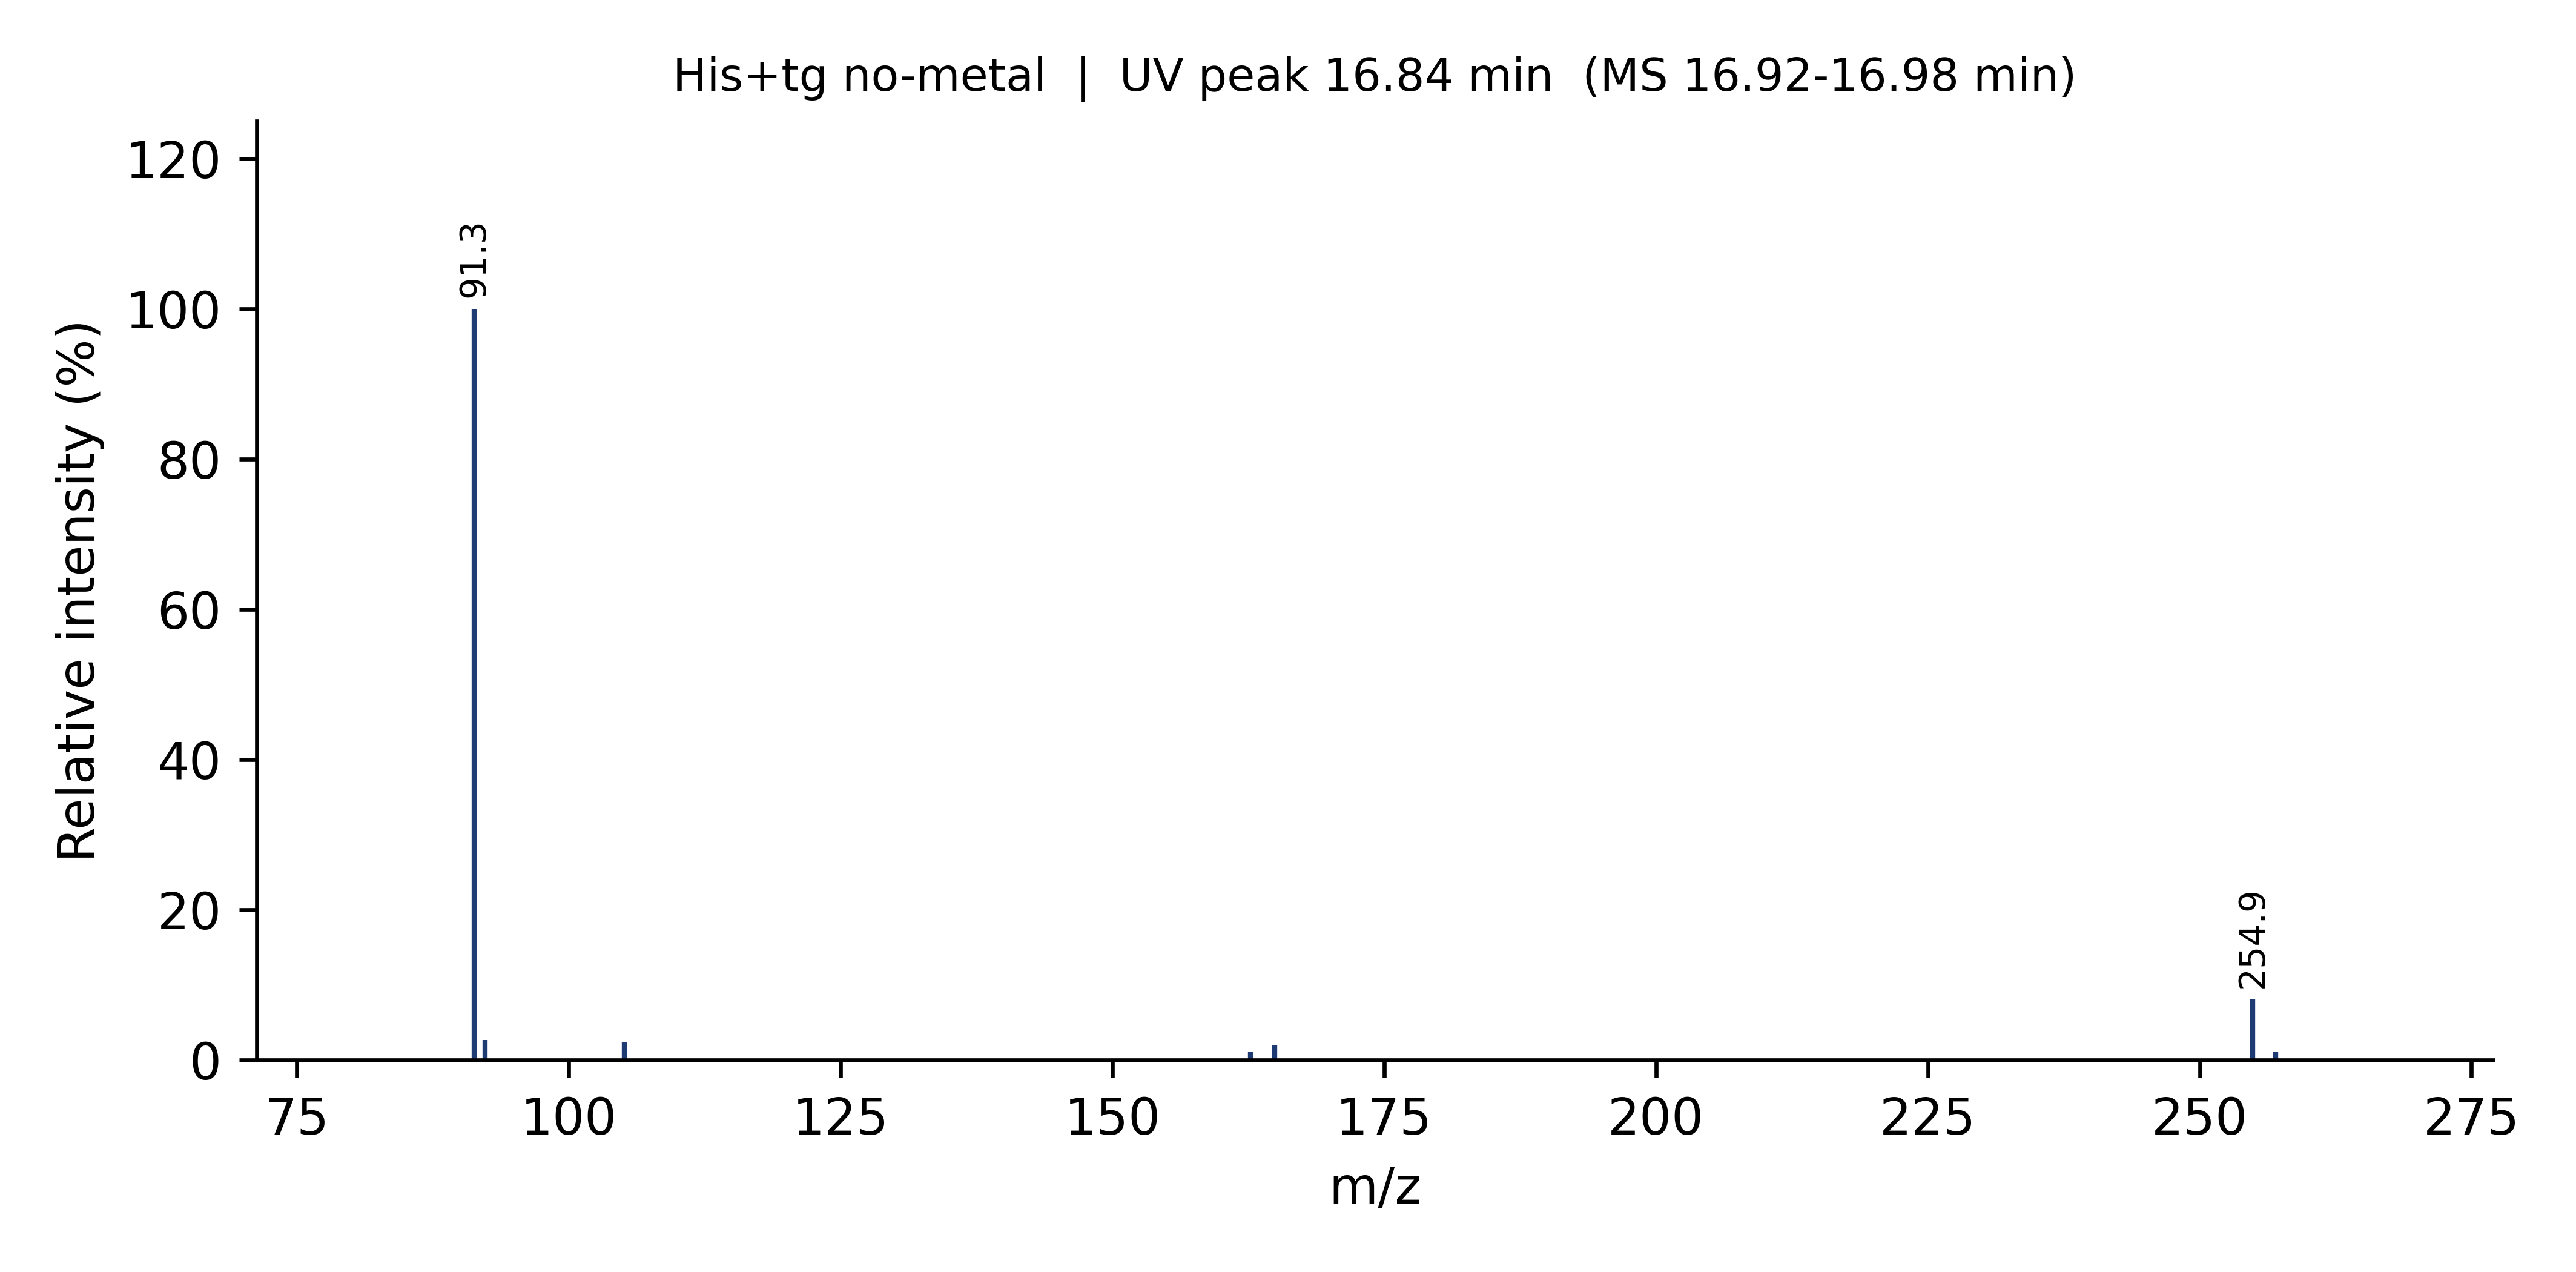 His+tg no-metal | UV peak 16.84 min (MS 16.92-16.98 min)
Relative intensity (%)
120
100
80
60
40
20
0
91.3
254.9
75 100 125 150 175 200 225 250 275
m/z